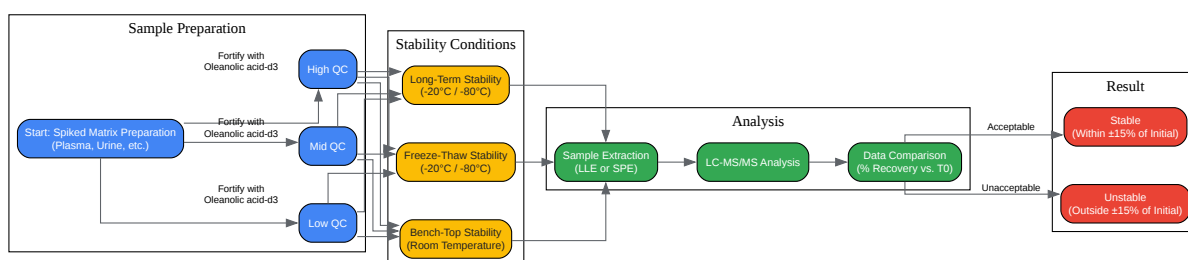 Sample Preparation
Start: Spiked Matrix Preparation
(Plasma, Urine, etc.)
Fortify with
Oleanolic acid-d3
Fortify with
Oleanolic acid-d3
Fortify with
Oleanolic acid-d3
High QC
Mid QC
Low QC
Stability Conditions
Long-Term Stability
(-20°C / -80°C)
Freeze-Thaw Stability
(-20°C / -80°C)
Bench-Top Stability
(Room Temperature)
Analysis
Sample Extraction
(LLE or SPE)
LC-MS/MS Analysis
Data Comparison
(% Recovery vs. T0)
Acceptable
Unacceptable
Result
Stable
(Within ±15% of Initial)
Unstable
(Outside ±15% of Initial)